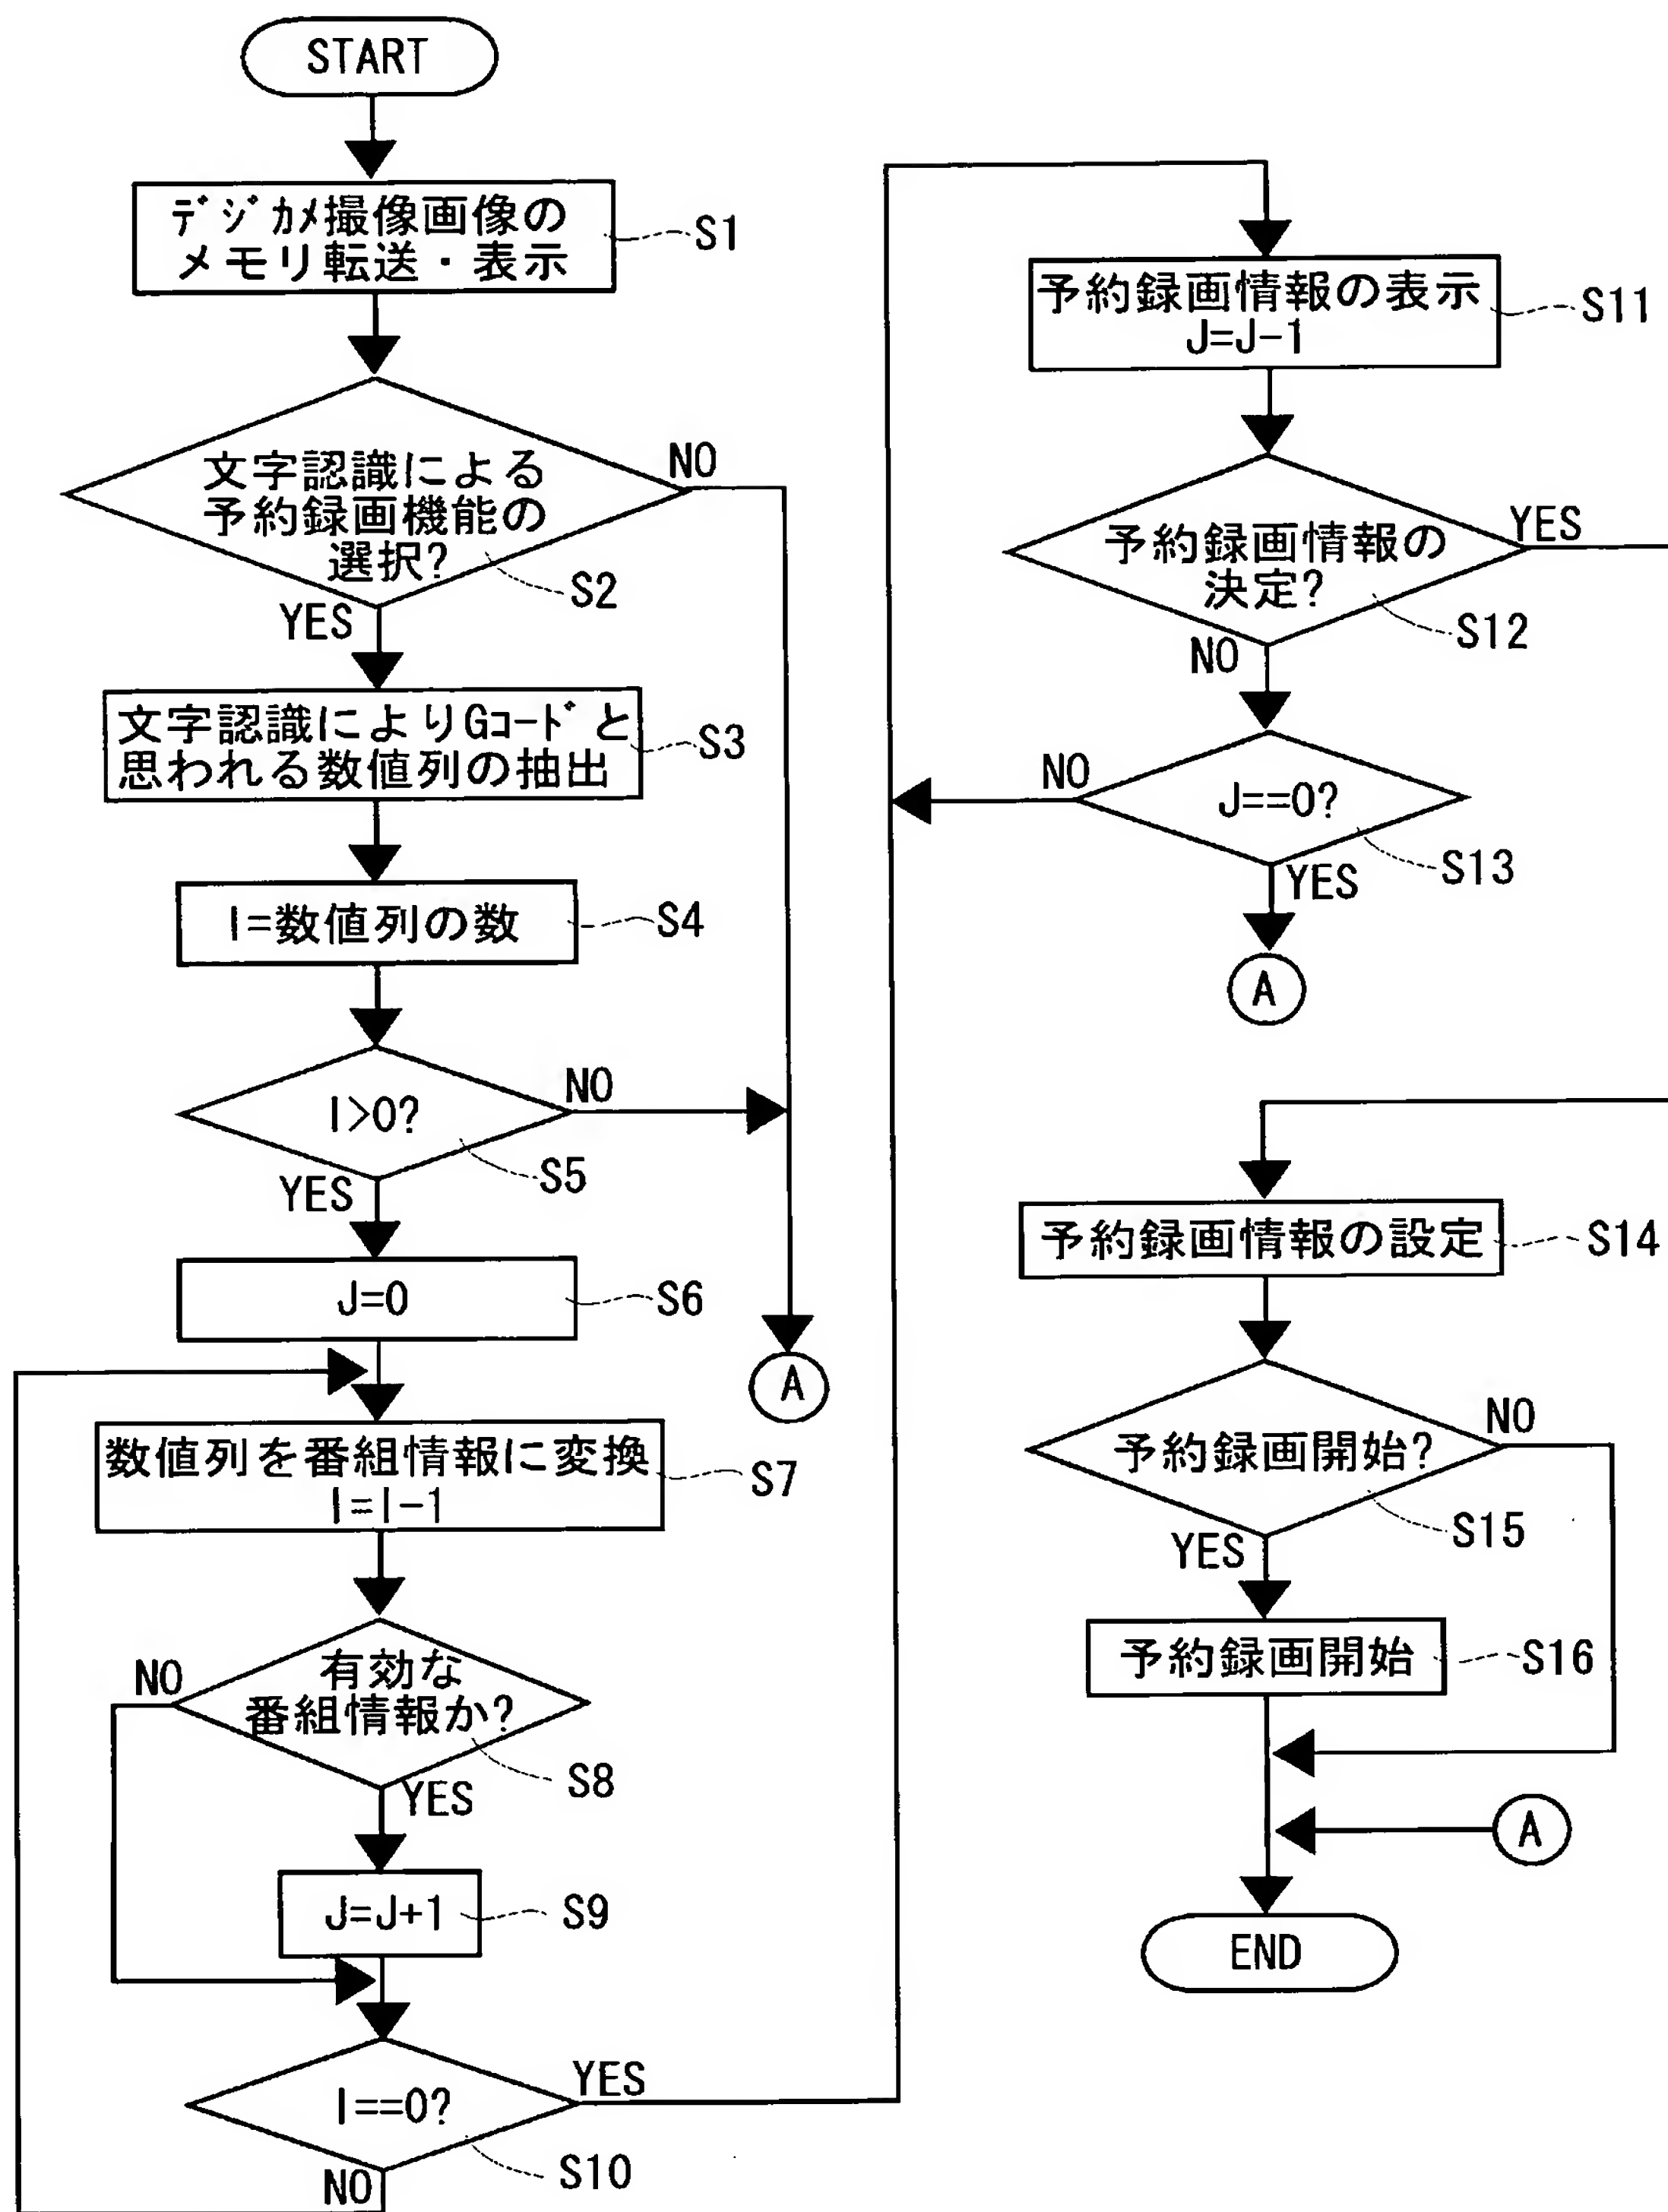 START
デジカメ撮像画像の
メモリ転送・表示
S1
文字認識による
予約録画機能の
選択?
S2
NO
YES
文字認識によりGコードと
思われる数値列の抽出
S3
I=数値列の数
S4
I>0?
S5
NO
YES
J=0
S6
A
数値列を番組情報に変換
I=I-1
S7
有効な
番組情報か?
S8
NO
YES
J=J+1
S9
I==0?
S10
YES
NO
予約録画情報の表示
J=J-1
S11
予約録画情報の
決定?
S12
YES
NO
J==0?
S13
NO
YES
A
予約録画情報の設定
S14
予約録画開始?
S15
NO
YES
予約録画開始
S16
A
END